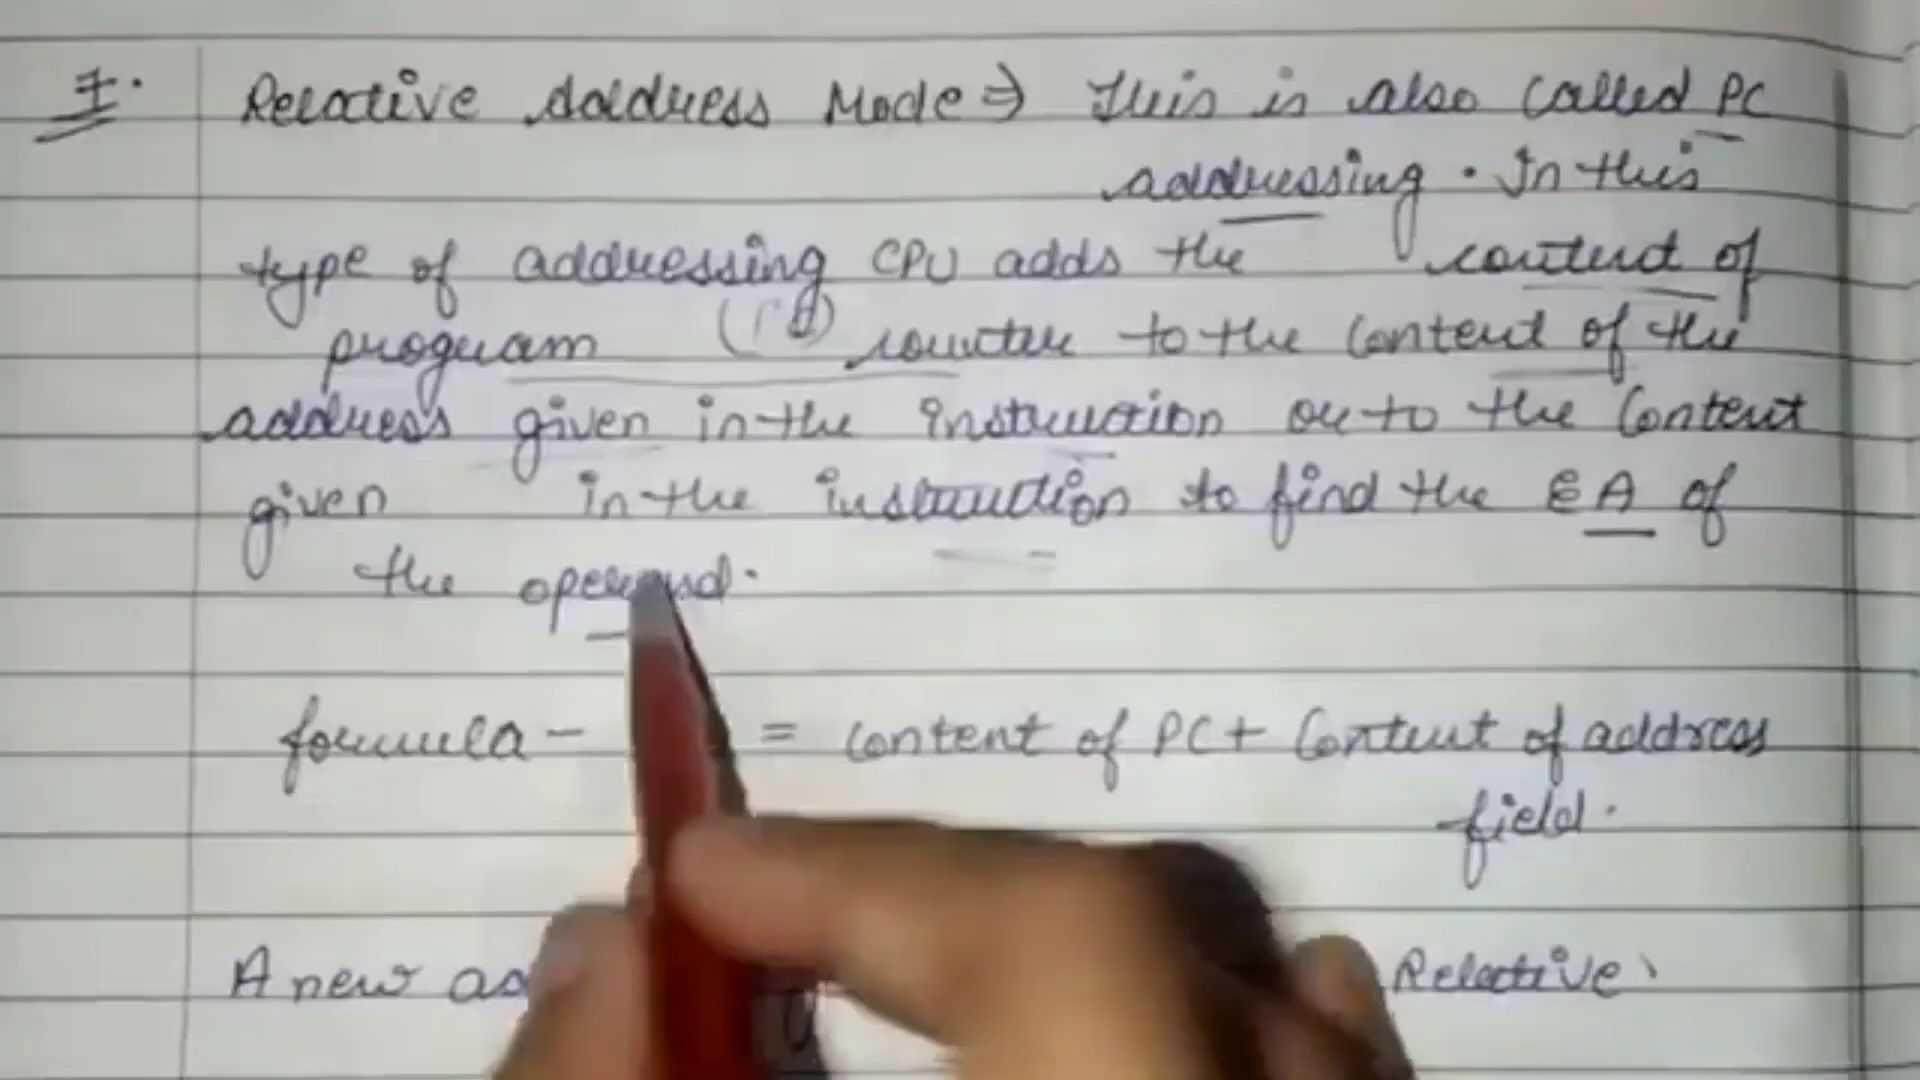 7. Relative Address Mode ⇒ This is also called PC
addressing. In this
type of addressing CPU adds the content of
program counter to the content of the
address given in the instruction or to the Content
given in the instruction to find the EA of
the operand.
formula - = content of PC + Content of address
field.
A new Relative.